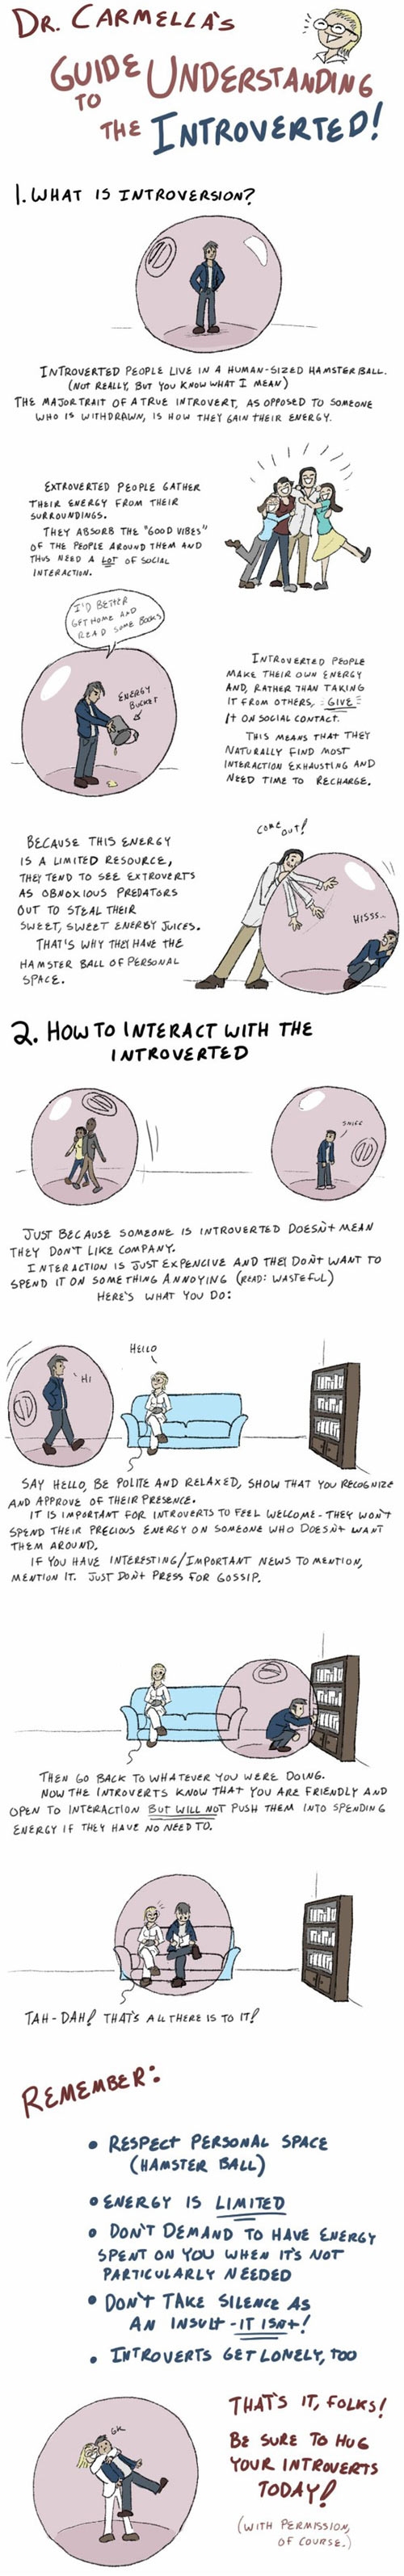 DR. CARMELLA'S
GUIDE
TO
UNDERSTANDING
THE INTROVERTED!
1. WHAT IS INTROVERSION?
INTROVERTED PEOPLE LIVE IN A HUMAN-SIZED HAMSTER BALL.
(NOT REALLY, BUT YOU KNOW WHAT I MEAN)
THE MAJOR TRAIT OF A TRUE INTROVERT, AS OPPOSED TO SOMEONE
WHO IS WITHDRAWN, IS HOW THEY GAIN THEIR ENERGY.
EXTROVERTED PEOPLE GATHER
THEIR ENERGY FROM THEIR
SURROUNDINGS.
THEY ABSORB THE "GOOD VIBES"
OF THE PEOPLE AROUND THEM AND
THUS NEED A LOT OF SOCIAL
INTERACTION.
I'D BETTER
GET HOME AND
READ SOME BOOKS
ENERGY
BUCKET
INTROVERTED PEOPLE
MAKE THEIR OWN ENERGY
AND, RATHER THAN TAKING
IT FROM OTHERS, GIVE
IT ON SOCIAL CONTACT.
THIS MEANS THAT THEY
NATURALLY FIND MOST
INTERACTION EXHAUSTING AND
NEED TIME TO RECHARGE.
COME OUT!
BECAUSE THIS ENERGY
IS A LIMITED RESOURCE,
THEY TEND TO SEE EXTROVERTS
AS OBNOXIOUS PREDATORS
OUT TO STEAL THEIR
SWEET, SWEET ENERGY JUICES.
THAT'S WHY THEY HAVE THE
HAMSTER BALL OF PERSONAL
SPACE.
HISSS..
2. HOW TO INTERACT WITH THE
INTROVERTED
SNIFF
JUST BECAUSE SOMEONE IS INTROVERTED DOESN'T MEAN
THEY DON'T LIKE COMPANY.
INTERACTION IS JUST EXPENCIVE AND THEY DON'T WANT TO
SPEND IT ON SOMETHING ANNOYING (READ: WASTEFUL)
HERE'S WHAT YOU DO:
HELLO
HI
SAY HELLO, BE POLITE AND RELAXED, SHOW THAT YOU RECOGNIZE
AND APPROVE OF THEIR PRESENCE.
IT IS IMPORTANT FOR INTROVERTS TO FEEL WELCOME - THEY WON'T
SPEND THEIR PRECIOUS ENERGY ON SOMEONE WHO DOESN'T WANT
THEM AROUND.
IF YOU HAVE INTERESTING/IMPORTANT NEWS TO MENTION,
MENTION IT. JUST DON'T PRESS FOR GOSSIP.
THEN GO BACK TO WHATEVER YOU WERE DOING.
NOW THE INTROVERTS KNOW THAT YOU ARE FRIENDLY AND
OPEN TO INTERACTION BUT WILL NOT PUSH THEM INTO SPENDING
ENERGY IF THEY HAVE NO NEED TO.
TAH-DAH! THAT'S ALL THERE IS TO IT!
REMEMBER:
• RESPECT PERSONAL SPACE
(HAMSTER BALL)
• ENERGY IS LIMITED
• DON'T DEMAND TO HAVE ENERGY
SPENT ON YOU WHEN IT'S NOT
PARTICULARLY NEEDED
• DON'T TAKE SILENCE AS
AN INSULT - IT ISN'T!
• INTROVERTS GET LONELY, TOO
GK
THAT'S IT, FOLKS!
BE SURE TO HUG
YOUR INTROVERTS
TODAY!
(WITH PERMISSION,
OF COURSE.)